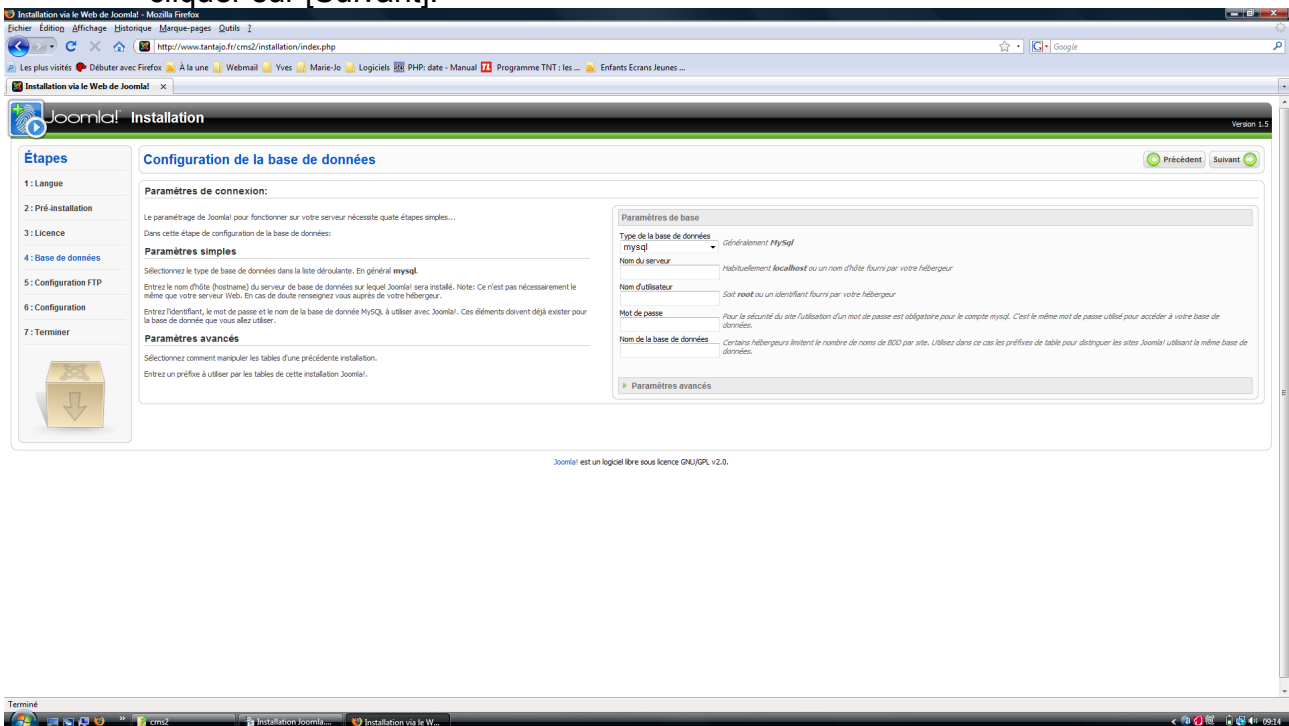 cliquer sur [Suivant].
Installation via le Web de Joomla! - Mozilla Firefox
Fichier Édition Affichage Historique Marque-pages Outils ?
http://www.tantajo.fr/cms2/installation/index.php
Google
Les plus visités Débuter avec Firefox À la une Webmail Yves Marie-Jo Logiciels PHP: date - Manual Programme TNT : les ... Enfants Ecrans Jeunes ...
Installation via le Web de Joomla!
Joomla! Installation
Version 1.5
Étapes
1 : Langue
2 : Pré-installation
3 : Licence
4 : Base de données
5 : Configuration FTP
6 : Configuration
7 : Terminer
Configuration de la base de données
Précédent Suivant
Paramètres de connexion:
Le paramétrage de Joomla! pour fonctionner sur votre serveur nécessite quate étapes simples...
Dans cette étape de configuration de la base de données:
Paramètres simples
Sélectionnez le type de base de données dans la liste déroulante. En général mysql.
Entrez le nom d'hôte (hostname) du serveur de base de données sur lequel Joomla! sera installé. Note: Ce n'est pas nécessairement le
même que votre serveur Web. En cas de doute renseignez vous auprès de votre hébergeur.
Entrez l'identifiant, le mot de passe et le nom de la base de donnée MySQL à utiliser avec Joomla!. Ces éléments doivent déjà exister pour
la base de donnée que vous allez utiliser.
Paramètres avancés
Sélectionnez comment manipuler les tables d'une précédente installation.
Entrez un préfixe à utiliser par les tables de cette installation Joomla!.
Paramètres de base
Type de la base de données
mysql
Généralement MySql
Nom du serveur
Habituellement localhost ou un nom d'hôte fourni par votre hébergeur
Nom d'utilisateur
Soit root ou un identifiant fourni par votre hébergeur
Mot de passe
Pour la sécurité du site l'utilsation d'un mot de passe est obligatoire pour le compte mysql. C'est le même mot de passe utilisé pour accéder à votre base de
données.
Nom de la base de données
Certains hébergeurs limitent le nombre de noms de BDD par site. Utilisez dans ce cas les préfixes de table pour distinguer les sites Joomla! utilisant la même base de
données.
Paramètres avancés
Joomla! est un logiciel libre sous licence GNU/GPL v2.0.
Terminé
cms2 Installation Joomla.... Installation via le W... 09:14